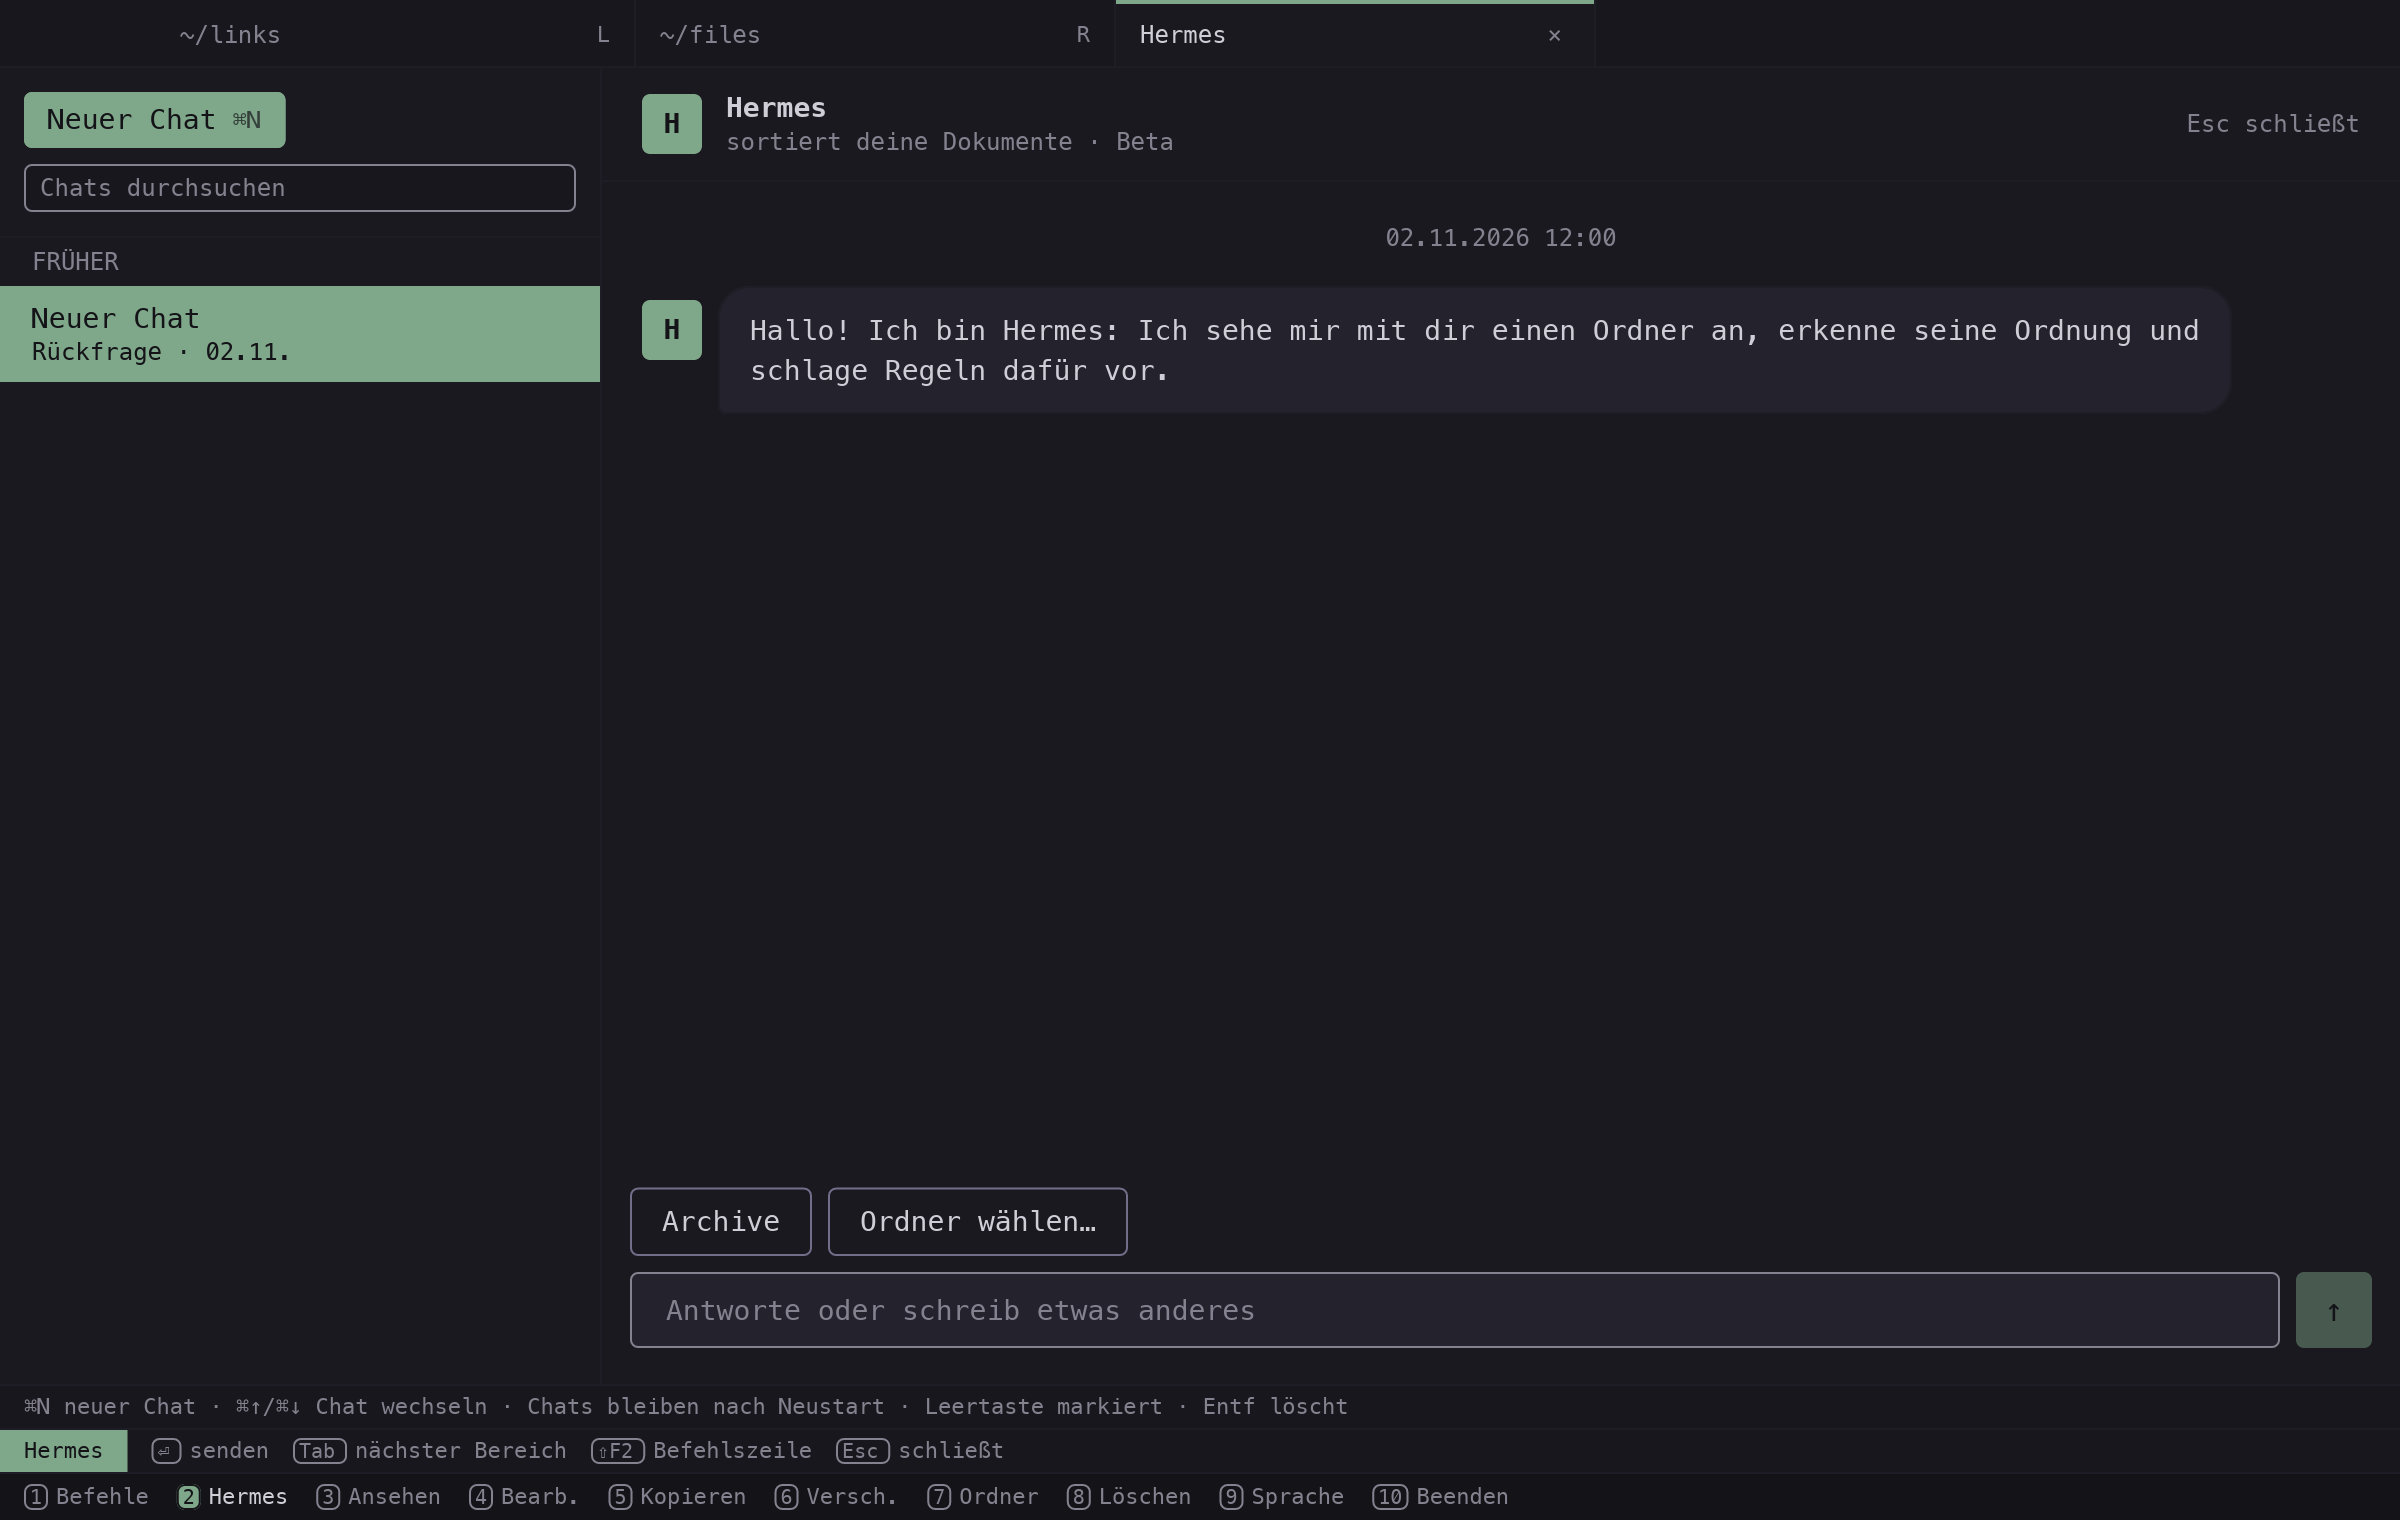 ~/links L ~/files R Hermes ×
Neuer Chat ⌘N
Chats durchsuchen
FRÜHER
Neuer Chat
Rückfrage · 02.11.
H Hermes
sortiert deine Dokumente · Beta
Esc schließt
02.11.2026 12:00
H
Hallo! Ich bin Hermes: Ich sehe mir mit dir einen Ordner an, erkenne seine Ordnung und
schlage Regeln dafür vor.
Archive Ordner wählen…
Antworte oder schreib etwas anderes ↑
⌘N neuer Chat · ⌘↑/⌘↓ Chat wechseln · Chats bleiben nach Neustart · Leertaste markiert · Entf löscht
Hermes ⏎ senden Tab nächster Bereich ⇧F2 Befehlszeile Esc schließt
1 Befehle 2 Hermes 3 Ansehen 4 Bearb. 5 Kopieren 6 Versch. 7 Ordner 8 Löschen 9 Sprache 10 Beenden